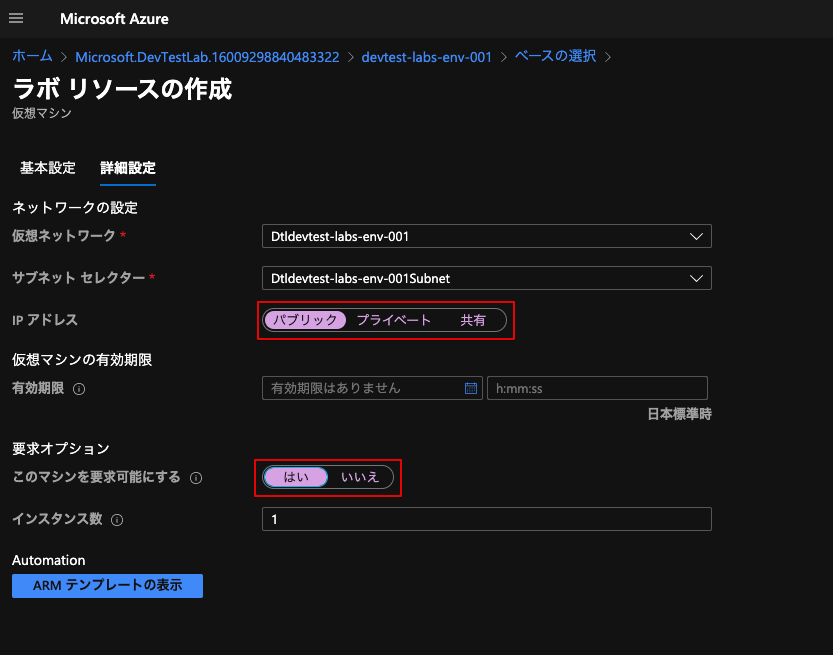 Microsoft Azure
ホーム > Microsoft.DevTestLab.16009298840483322 > devtest-labs-env-001 > ベースの選択 >
ラボ リソースの作成
仮想マシン
基本設定 詳細設定
ネットワークの設定
仮想ネットワーク * Dtldevtest-labs-env-001
サブネット セレクター * Dtldevtest-labs-env-001Subnet
IP アドレス パブリック プライベート 共有
仮想マシンの有効期限
有効期限 有効期限はありません h:mm:ss
日本標準時
要求オプション
このマシンを要求可能にする はい いいえ
インスタンス数 1
Automation
ARM テンプレートの表示